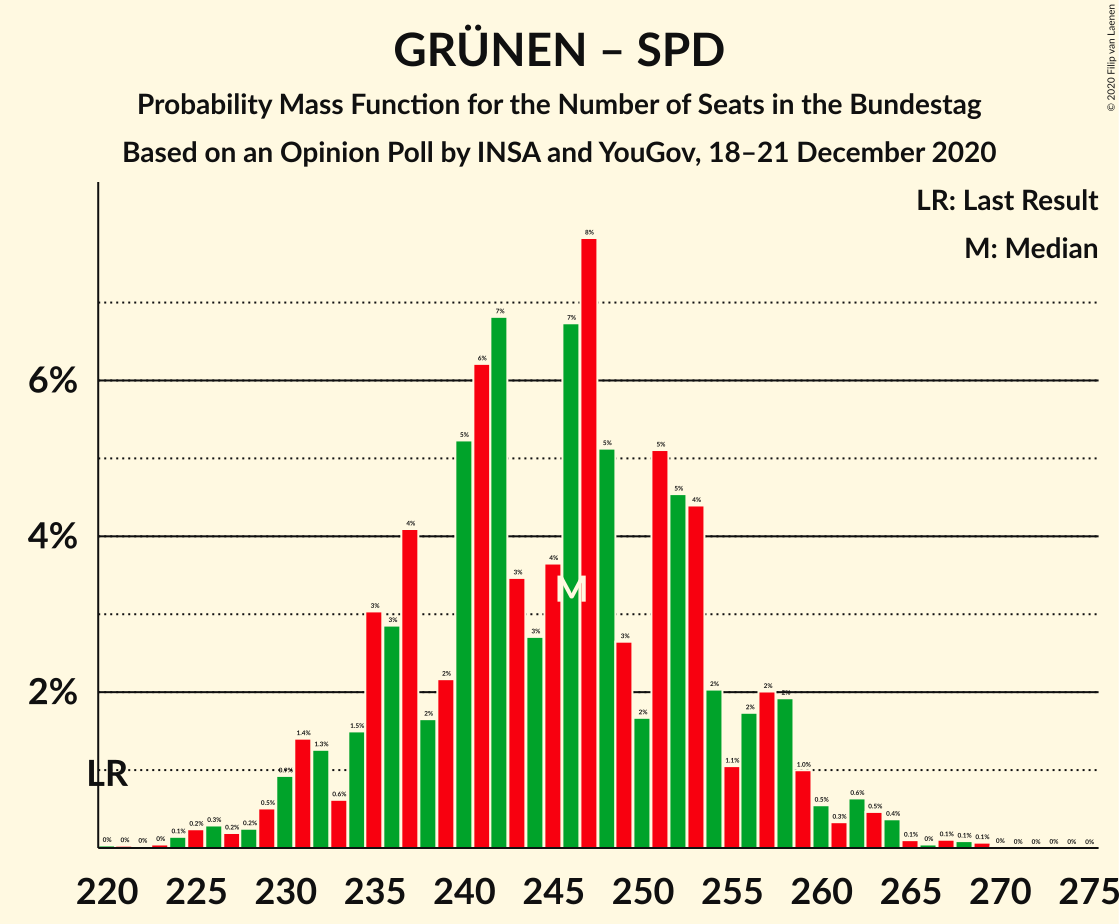 GRÜNEN – SPD
Probability Mass Function for the Number of Seats in the Bundestag
Based on an Opinion Poll by INSA and YouGov, 18–21 December 2020
© 2020 Filip van Laenen
LR: Last Result
M: Median
6%
4%
2%
LR
M
0% 0% 0% 0% 0.1% 0.2% 0.3% 0.2% 0.2% 0.5% 0.9% 1.4% 1.3% 0.6% 1.5% 3% 3% 4% 2% 2% 5% 6% 7% 3% 3% 4% 7% 8% 5% 3% 2% 5% 5% 4% 2% 1.1% 2% 2% 2% 1.0% 0.5% 0.3% 0.6% 0.5% 0.4% 0.1% 0% 0.1% 0.1% 0.1% 0% 0% 0% 0% 0% 0%
220 225 230 235 240 245 250 255 260 265 270 275